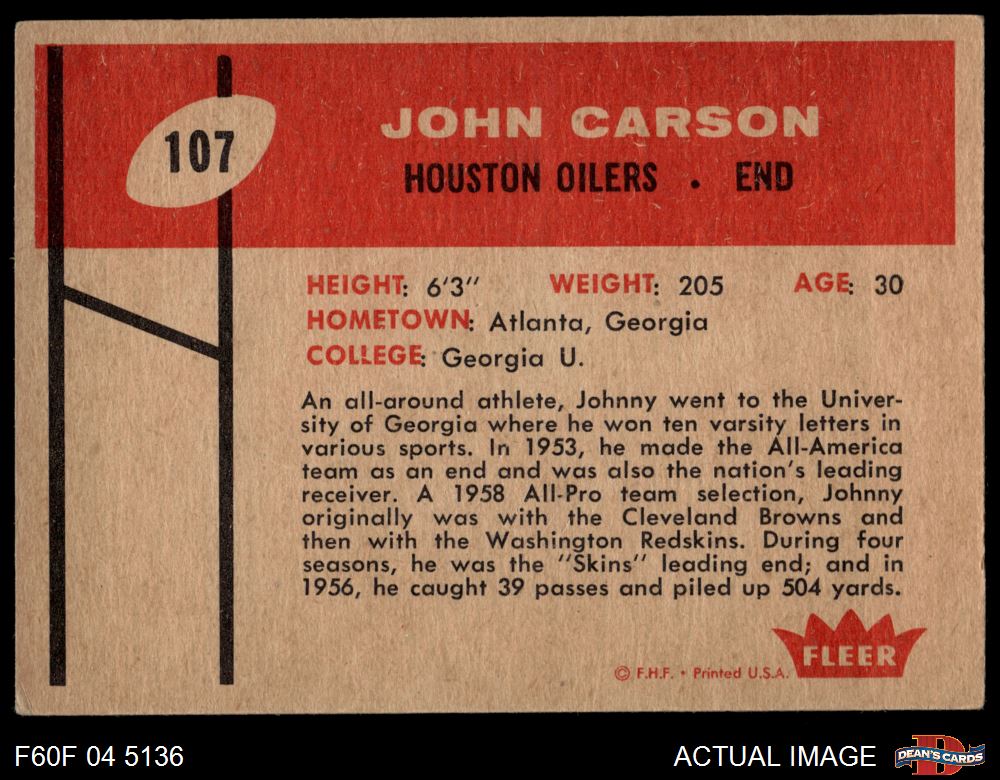 107
JOHN CARSON
HOUSTON OILERS . END
HEIGHT: 6'3" WEIGHT: 205 AGE: 30
HOMETOWN: Atlanta, Georgia
COLLEGE: Georgia U.
An all-around athlete, Johnny went to the Univer-
sity of Georgia where he won ten varsity letters in
various sports. In 1953, he made the All-America
team as an end and was also the nation's leading
receiver. A 1958 All-Pro team selection, Johnny
originally was with the Cleveland Browns and
then with the Washington Redskins. During four
seasons, he was the "Skins" leading end; and in
1956, he caught 39 passes and piled up 504 yards.
FLEER
© F.H.F. • Printed U.S.A.
F60F 04 5136
ACTUAL IMAGE
D
DEAN'S CARDS